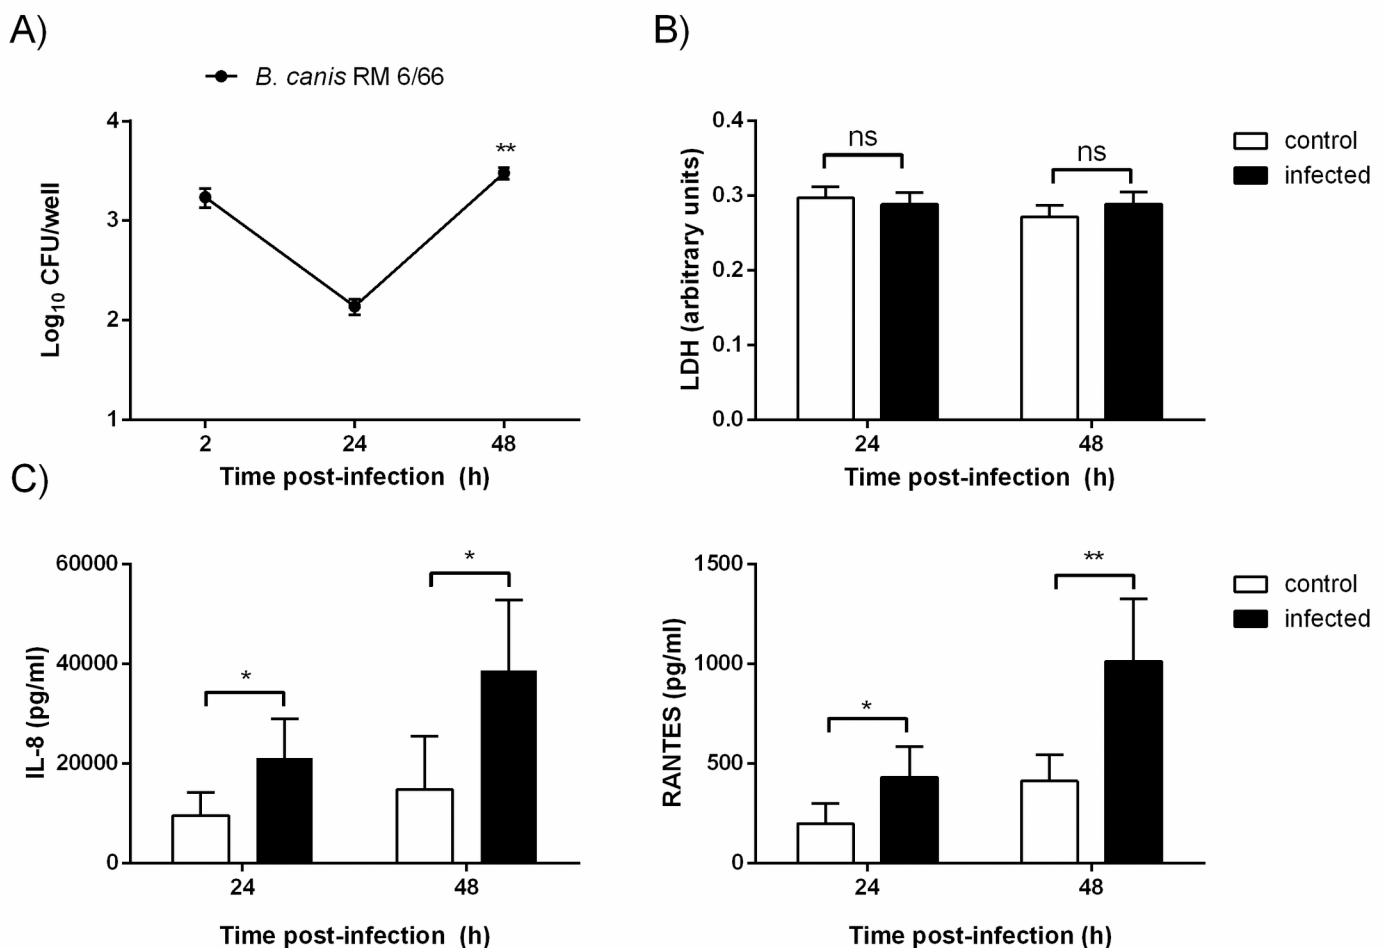 A)
B. canis RM 6/66
4
3
2
1
**
Log10 CFU/well
2 24 48
Time post-infection (h)
B)
0.4
0.3
0.2
0.1
0.0
ns
ns
LDH (arbitrary units)
24 48
Time post-infection (h)
control
infected
C)
60000
40000
20000
0
*
*
IL-8 (pg/ml)
24 48
Time post-infection (h)
1500
1000
500
0
*
**
RANTES (pg/ml)
24 48
Time post-infection (h)
control
infected